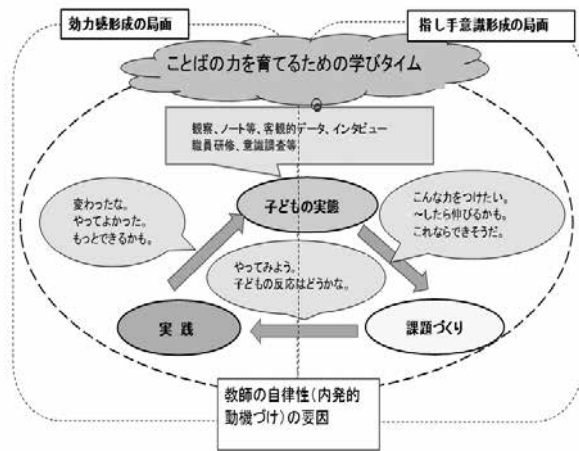 効力感形成の局面
指し手意識形成の局面
ことばの力を育てるための学びタイム
観察、ノート等、客観的データ、インタビュー
職員研修、意識調査等
子どもの実態
変わったな。
やってよかった。
もっとできるかも。
こんな力をつけたい。
～したら伸びるかも。
これならできそうだ。
やってみよう。
子どもの反応はどうかな。
実 践
課題づくり
教師の自律性(内発的
動機づけ)の要因